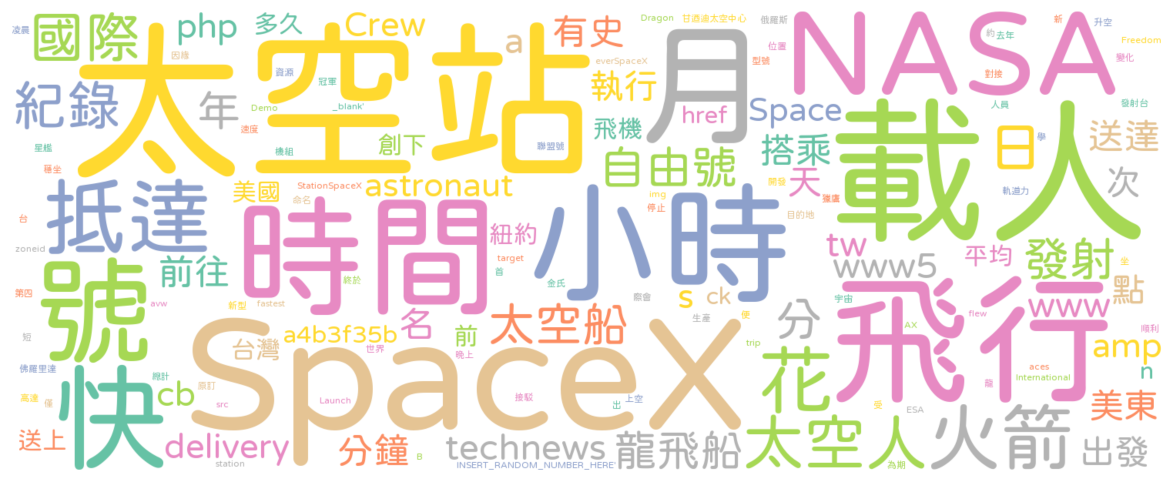 凌晨 國際 php 多久 Crew 有史 Dragon 甘迺迪太空中心 俄羅斯 NASA 新 升空
因緣 a everSpaceX 位置 型號 約 去年 Freedom 變化
太空站 資源 冠軍 執行 月 對接
紀錄 年 Demo _blank' 飛機 href Space 載人 人員 發射台
速度 創下 聯盟號 搭乘 日 學 送達
星艦 機組 自由號
種坐 StationSpaceX 美國 astronaut 天 開發 獵鷹 軌道力 次
抵達 命名 img 停止 目的地
台 時間 小時 紐約 tw 平均 發射 坐
zoneid 前往 target www5
號 首 金氏 s ck 宇宙 飛行 www 點
第四 avw 新型 fastest 終於 龍會 生產 便 分 flew
短 a4b3f35b 名 前 太空船 AX 順利
台灣 世界 晚上 trip amp
佛羅里達 總計 SpaceX 花 aces n
快 cb 原訂 International
高達 僅 src Launch 接駁 出 上空 受 ESA 龍 美東
送上 delivery 分鐘 B technews 龍飛船 太空 人 火箭 出發
station INSERT_RANDOM_NUMBER_HERE' 為期